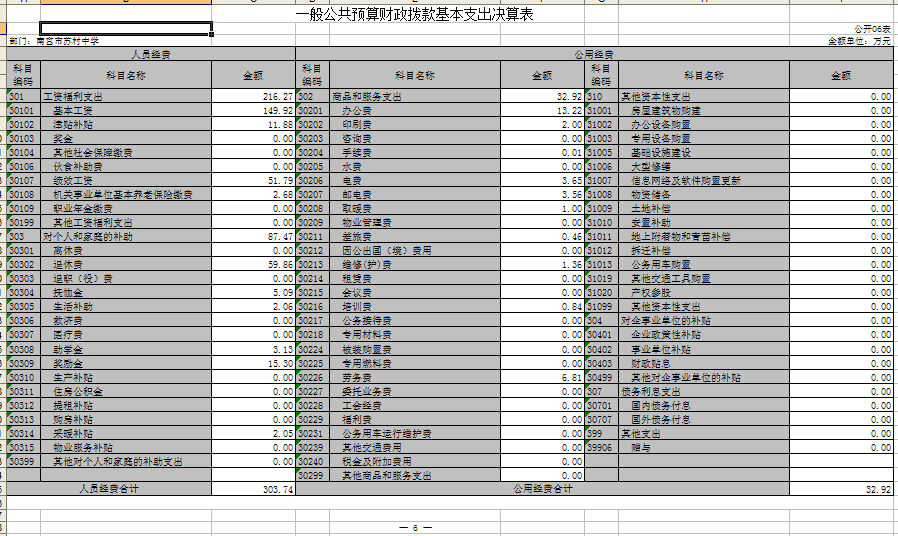 一般公共预算财政拨款基本支出决算表
公开06表
部门：南宫市苏村中学 金额单位：万元
人员经费 公用经费
科目编码 科目名称 金额 科目编码 科目名称 金额 科目编码 科目名称 金额
301 工资福利支出 216.27 302 商品和服务支出 32.92 310 其他资本性支出 0.00
30101 基本工资 149.92 30201 办公费 13.22 31001 房屋建筑物购建 0.00
30102 津贴补贴 11.88 30202 印刷费 2.00 31002 办公设备购置 0.00
30103 奖金 0.00 30203 咨询费 0.00 31003 专用设备购置 0.00
30104 其他社会保障缴费 0.00 30204 手续费 0.01 31005 基础设施建设 0.00
30106 伙食补助费 0.00 30205 水费 0.00 31006 大型修缮 0.00
30107 绩效工资 51.79 30206 电费 3.65 31007 信息网络及软件购置更新 0.00
30108 机关事业单位基本养老保险缴费 2.68 30207 邮电费 3.56 31008 物资储备 0.00
30109 职业年金缴费 0.00 30208 取暖费 1.00 31009 土地补偿 0.00
30199 其他工资福利支出 0.00 30209 物业管理费 0.00 31010 安置补助 0.00
303 对个人和家庭的补助 87.47 30211 差旅费 0.46 31011 地上附着物和青苗补偿 0.00
30301 离休费 0.00 30212 因公出国（境）费用 0.00 31012 拆迁补偿 0.00
30302 退休费 59.86 30213 维修(护)费 1.36 31013 公务用车购置 0.00
30303 退职（役）费 0.00 30214 租赁费 0.00 31019 其他交通工具购置 0.00
30304 抚恤金 5.09 30215 会议费 0.00 31020 产权参股 0.00
30305 生活补助 2.06 30216 培训费 0.84 31099 其他资本性支出 0.00
30306 救济费 0.00 30217 公务接待费 0.00 304 对企事业单位的补贴 0.00
30307 医疗费 0.00 30218 专用材料费 0.00 30401 企业政策性补贴 0.00
30308 助学金 3.13 30224 被装购置费 0.00 30402 事业单位补贴 0.00
30309 奖励金 15.30 30225 专用燃料费 0.00 30403 财政贴息 0.00
30310 生产补贴 0.00 30226 劳务费 6.81 30499 其他对企事业单位的补贴 0.00
30311 住房公积金 0.00 30227 委托业务费 0.00 307 债务利息支出 0.00
30312 提租补贴 0.00 30228 工会经费 0.00 30701 国内债务付息 0.00
30313 购房补贴 0.00 30229 福利费 0.00 30707 国外债务付息 0.00
30314 采暖补贴 2.05 30231 公务用车运行维护费 0.00 399 其他支出 0.00
30315 物业服务补贴 0.00 30239 其他交通费用 0.00 39906 赠与 0.00
30399 其他对个人和家庭的补助支出 0.00 30240 税金及附加费用 0.00
30299 其他商品和服务支出 0.00
人员经费合计 303.74 公用经费合计 32.92
— 6 —